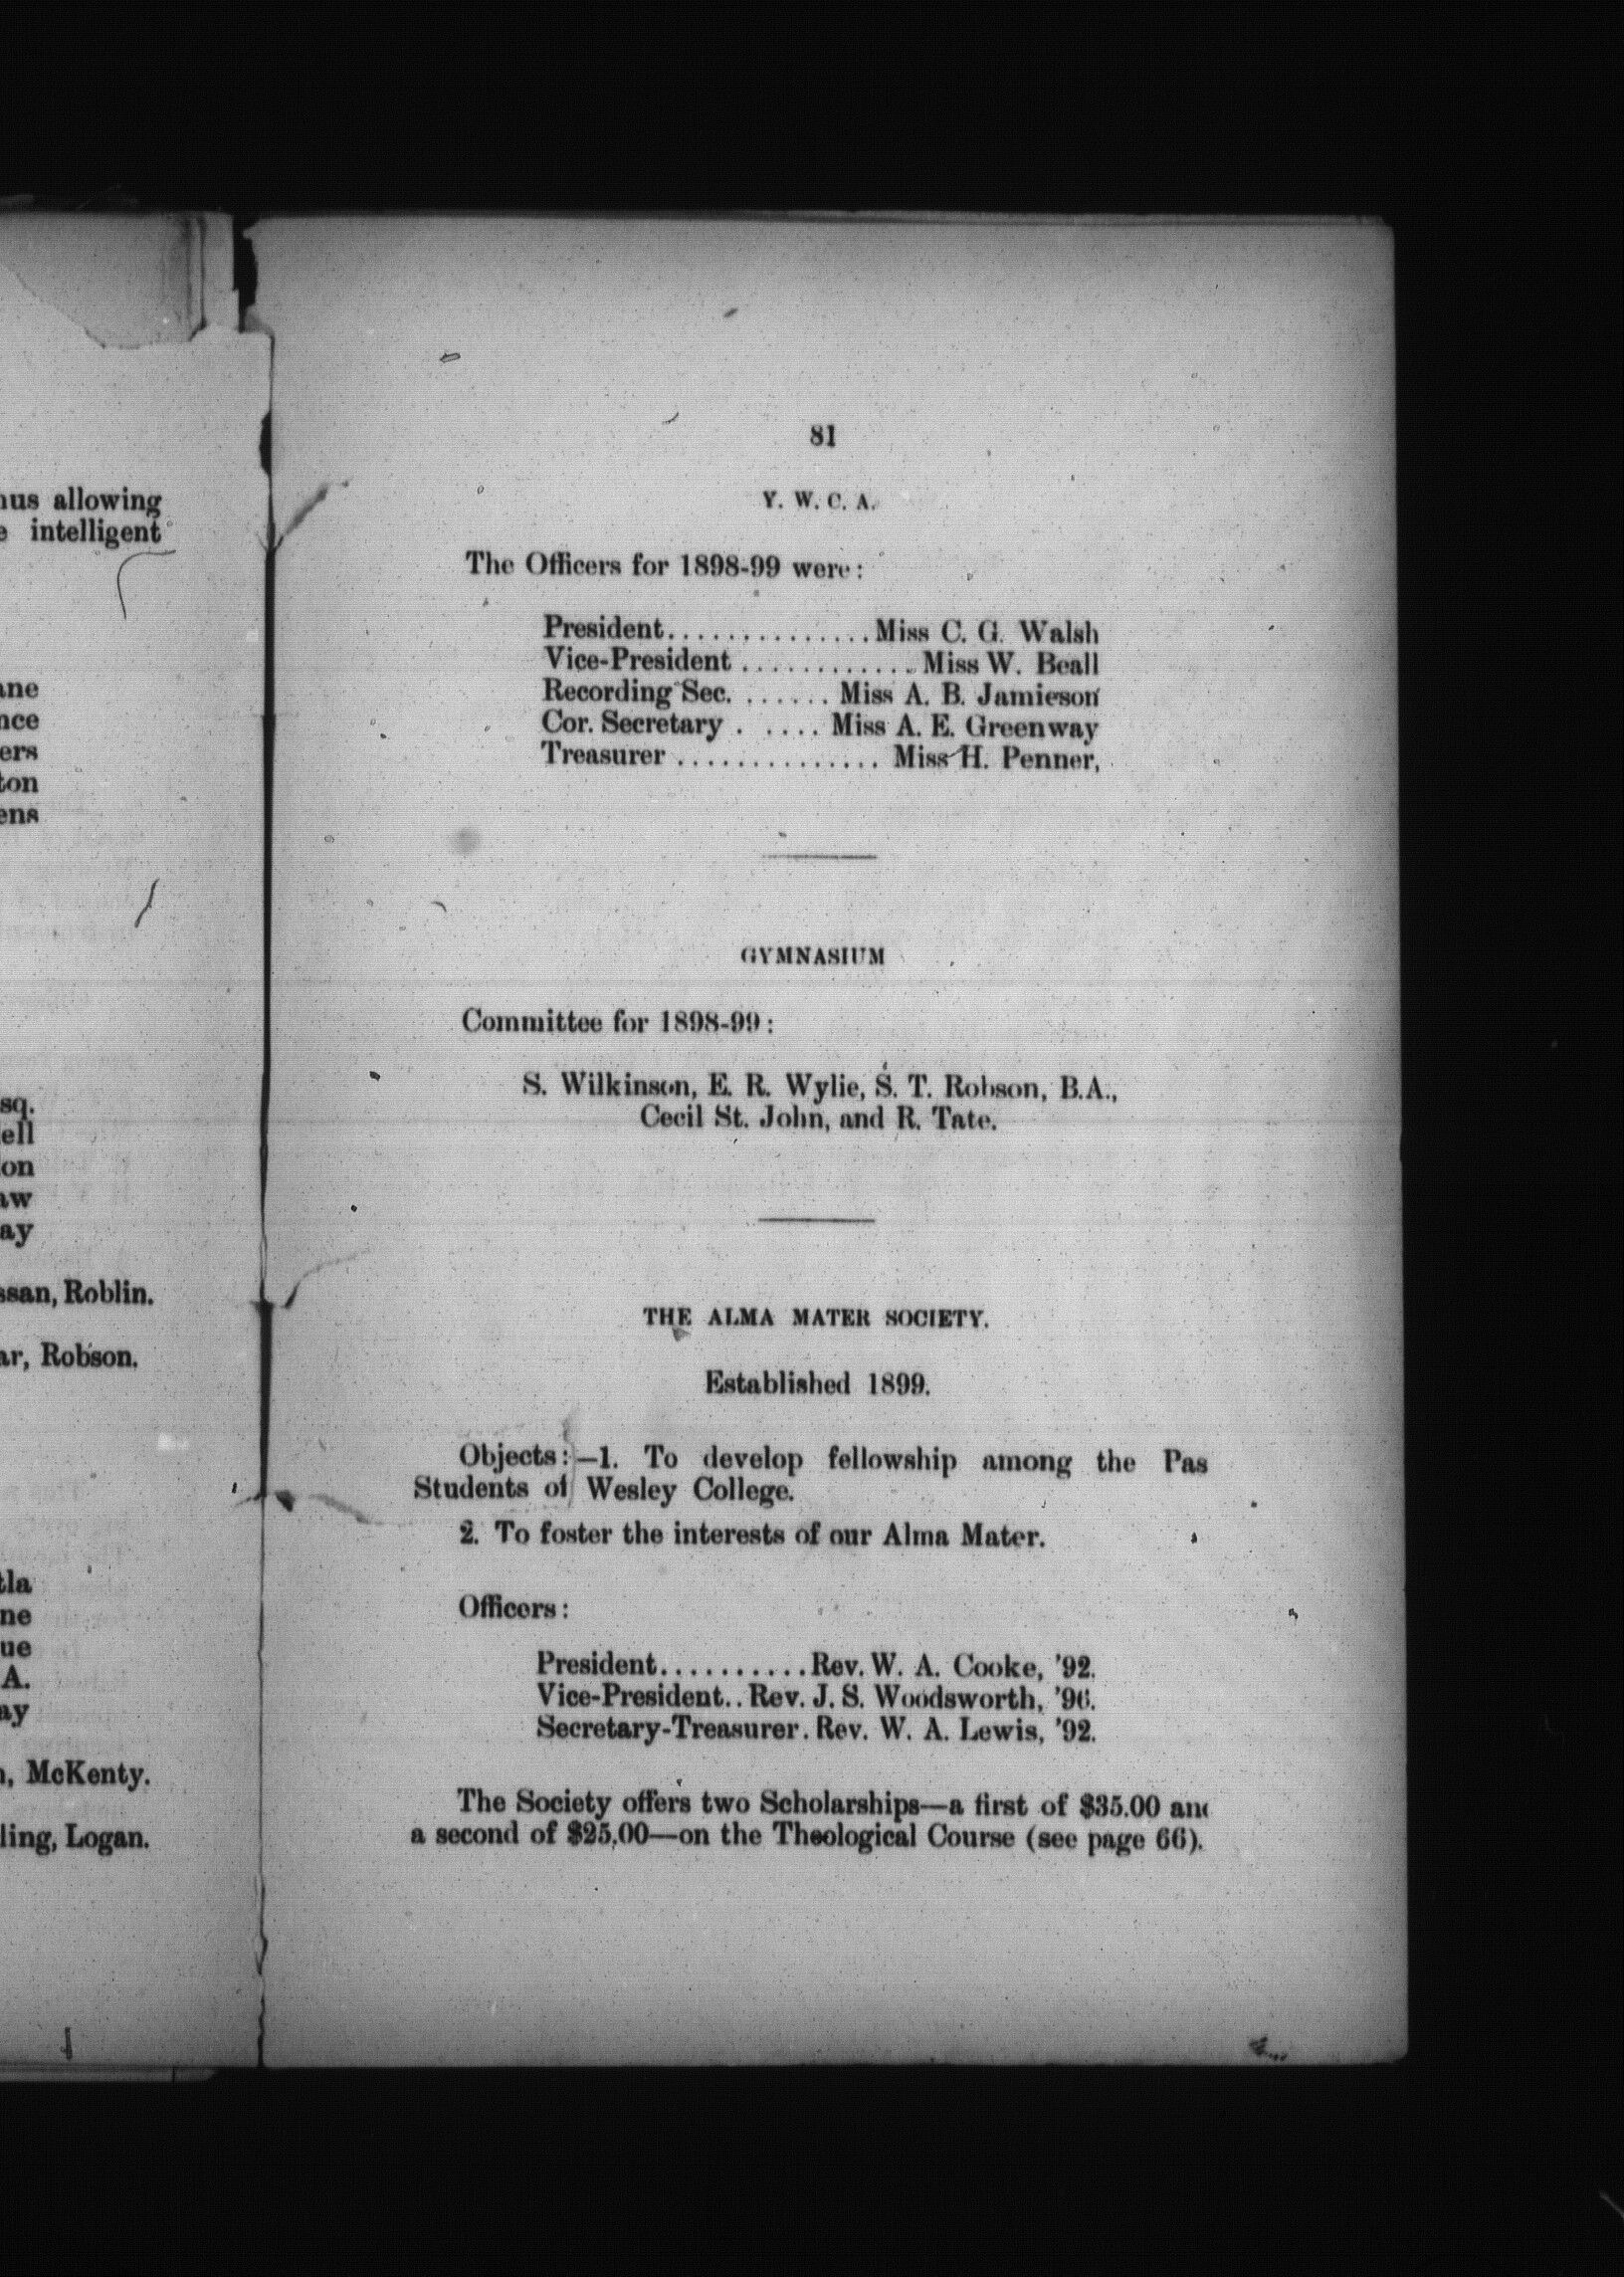 allowing
intelligent
Roblin.
Robson.
A.
McKenty.
Logan.
81
Y. W. C. A.
The Officers for 1898-99 were:
President..............Miss C. G. Walsh
Vice-President ............ Miss W. Beall
Recording Sec. ...... Miss A. B. Jamieson
Cor. Secretary . .... Miss A. E. Greenway
Treasurer .............. Miss H. Penner,
GYMNASIUM
Committee for 1898-99:
S. Wilkinson, E. R. Wylie, S. T. Robson, B.A.,
Cecil St. John, and R. Tate.
THE ALMA MATER SOCIETY.
Established 1899.
Objects:—1. To develop fellowship among the Pas
Students of Wesley College.
2. To foster the interests of our Alma Mater.
Officers:
President..........Rev. W. A. Cooke, '92.
Vice-President.. Rev. J. S. Woodsworth, '96.
Secretary-Treasurer. Rev. W. A. Lewis, '92.
The Society offers two Scholarships—a first of $35.00 and
a second of $25.00—on the Theological Course (see page 66).